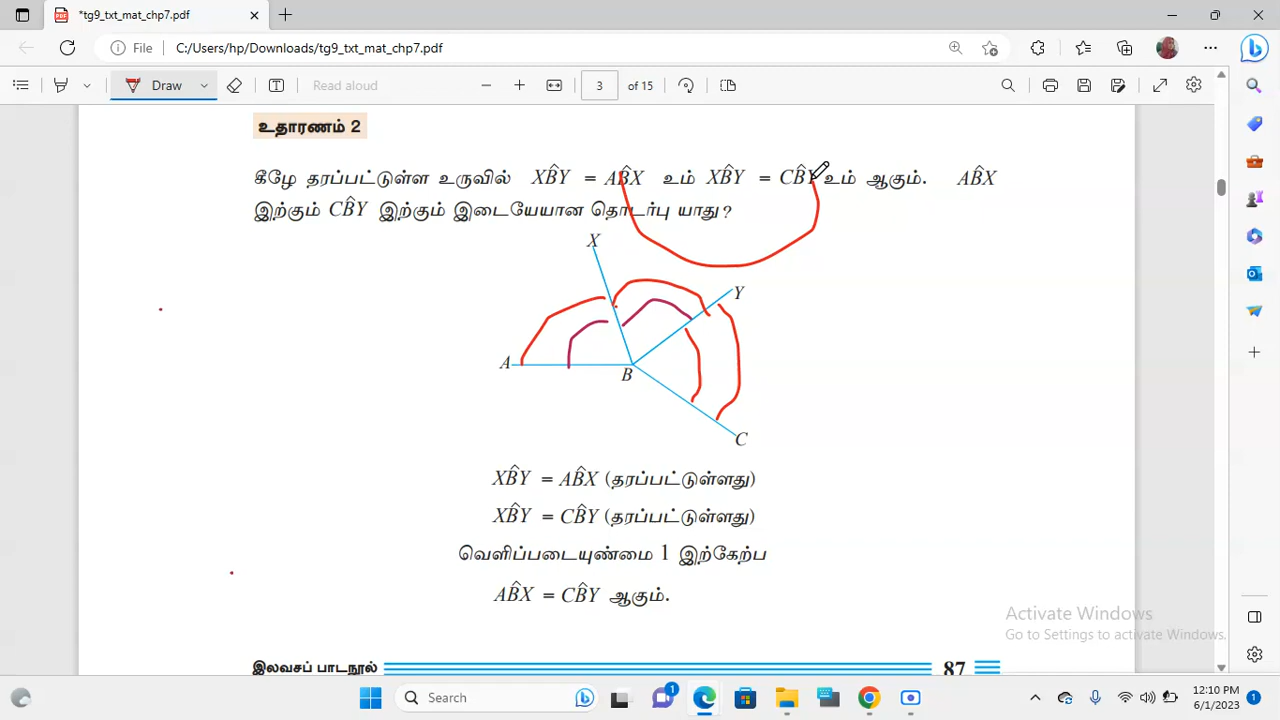 *tg9_txt_mat_chp7.pdf
File C:/Users/hp/Downloads/tg9_txt_mat_chp7.pdf
Draw Read aloud 3 of 15
உதாரணம் 2
கீழே தரப்பட்டுள்ள உருவில் XB̂Y = AB̂X உம் XB̂Y = CB̂Y உம் ஆகும். AB̂X
இற்கும் CB̂Y இற்கும் இடையேயான தொடர்பு யாது?
X
Y
A
B
C
XB̂Y = AB̂X (தரப்பட்டுள்ளது)
XB̂Y = CB̂Y (தரப்பட்டுள்ளது)
வெளிப்படையுண்மை 1 இற்கேற்ப
AB̂X = CB̂Y ஆகும்.
Activate Windows
Go to Settings to activate Windows.
இலவசப் பாடநூல் 87
Search 1 12:10 PM
6/1/2023